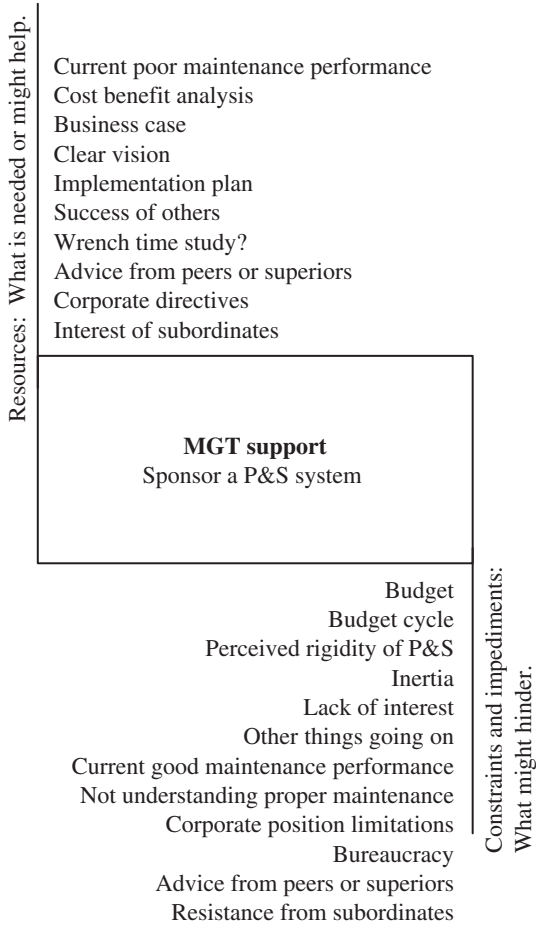 Resources:  What is needed or might help.
Current poor maintenance performance
Cost benefit analysis
Business case
Clear vision
Implementation plan
Success of others
Wrench time study?
Advice from peers or superiors
Corporate directives
Interest of subordinates
MGT support
Sponsor a P&S system
Budget
Budget cycle
Perceived rigidity of P&S
Inertia
Lack of interest
Other things going on
Current good maintenance performance
Not understanding proper maintenance
Corporate position limitations
Bureaucracy
Advice from peers or superiors
Resistance from subordinates
Constraints and impediments:
What might hinder.